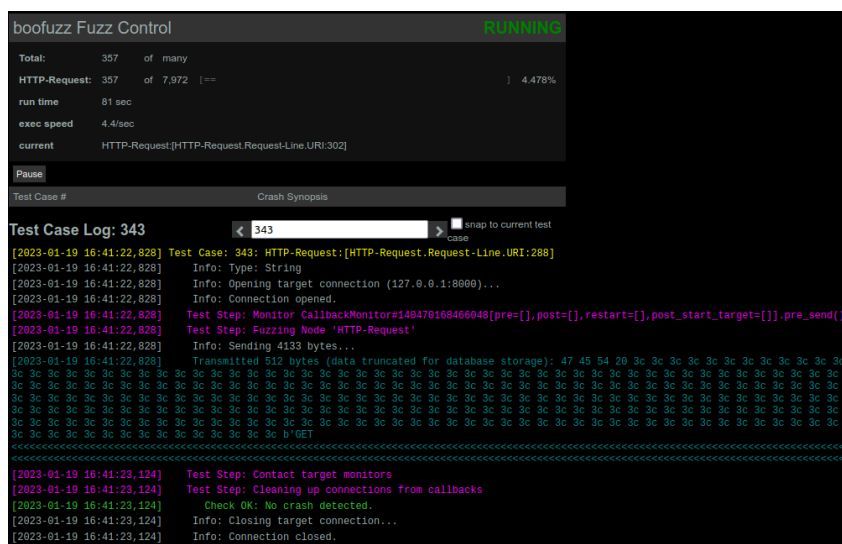 boofuzz Fuzz Control RUNNING
Total: 357 of many
HTTP-Request: 357 of 7,972 [== ] 4.478%
run time 81 sec
exec speed 4.4/sec
current HTTP-Request:[HTTP-Request.Request-Line.URI:302]
Pause
Test Case # Crash Synopsis
Test Case Log: 343 < 343 > snap to current test case
[2023-01-19 16:41:22,828] Test Case: 343: HTTP-Request:[HTTP-Request.Request-Line.URI:288]
[2023-01-19 16:41:22,828] Info: Type: String
[2023-01-19 16:41:22,828] Info: Opening target connection (127.0.0.1:8000)...
[2023-01-19 16:41:22,828] Info: Connection opened.
[2023-01-19 16:41:22,828] Test Step: Monitor CallbackMonitor#140470168466048[pre=[],post=[],restart=[],post_start_target=[]].pre_send()
[2023-01-19 16:41:22,828] Test Step: Fuzzing Node 'HTTP-Request'
[2023-01-19 16:41:22,828] Info: Sending 4133 bytes...
[2023-01-19 16:41:22,828] Transmitted 512 bytes (data truncated for database storage): 47 45 54 20 3c 3c 3c 3c 3c 3c 3c 3c 3c 3c 3c 3c
3c 3c 3c 3c 3c 3c 3c 3c 3c 3c 3c 3c 3c 3c 3c 3c 3c 3c 3c 3c 3c 3c 3c 3c 3c 3c 3c 3c 3c 3c 3c 3c 3c 3c 3c 3c 3c 3c 3c 3c 3c 3c 3c 3c
3c 3c 3c 3c 3c 3c 3c 3c 3c 3c 3c 3c 3c 3c 3c 3c 3c 3c 3c 3c 3c 3c 3c 3c 3c 3c 3c 3c 3c 3c 3c 3c 3c 3c 3c 3c 3c 3c 3c 3c 3c 3c 3c 3c
3c 3c 3c 3c 3c 3c 3c 3c 3c 3c 3c 3c 3c 3c 3c 3c 3c 3c 3c 3c 3c 3c 3c 3c 3c 3c 3c 3c 3c 3c 3c 3c 3c 3c 3c 3c 3c 3c 3c 3c 3c 3c 3c 3c
3c 3c 3c 3c 3c 3c 3c 3c 3c 3c 3c 3c 3c 3c 3c 3c 3c 3c 3c 3c 3c 3c 3c 3c 3c 3c 3c 3c 3c 3c 3c 3c 3c 3c 3c 3c 3c 3c 3c 3c 3c 3c 3c 3c
3c 3c 3c 3c 3c 3c 3c 3c 3c 3c 3c 3c 3c 3c 3c 3c 3c 3c 3c 3c 3c 3c 3c 3c 3c 3c 3c 3c 3c 3c 3c 3c 3c 3c 3c 3c 3c 3c 3c 3c 3c 3c 3c 3c
3c 3c 3c 3c 3c 3c 3c 3c 3c 3c 3c 3c 3c 3c 3c b'GET
<<<<<<<<<<<<<<<<<<<<<<<<<<<<<<<<<<<<<<<<<<<<<<<<<<<<<<<<<<<<<<<<<<<<<<<<<<<<<<<<<<<<<<<<<<<<<<<<<<<<<<<<<<<<<<<<<<<<<<<<<<<<<<<<<<<<<<<<<<
<<<<<<<<<<<<<<<<<<<<<<<<<<<<<<<<<<<<<<<<<<<<<<<<<<<<<<<<<<<<<<<<<<<<<<<<<<<<<<<<<<<<<<<<<<<<<<<<<<<<<<<<<<<<<<<<<<<<<<<<<<<<<<<<<<<<<<<<<<
[2023-01-19 16:41:23,124] Test Step: Contact target monitors
[2023-01-19 16:41:23,124] Test Step: Cleaning up connections from callbacks
[2023-01-19 16:41:23,124] Check OK: No crash detected.
[2023-01-19 16:41:23,124] Info: Closing target connection...
[2023-01-19 16:41:23,124] Info: Connection closed.